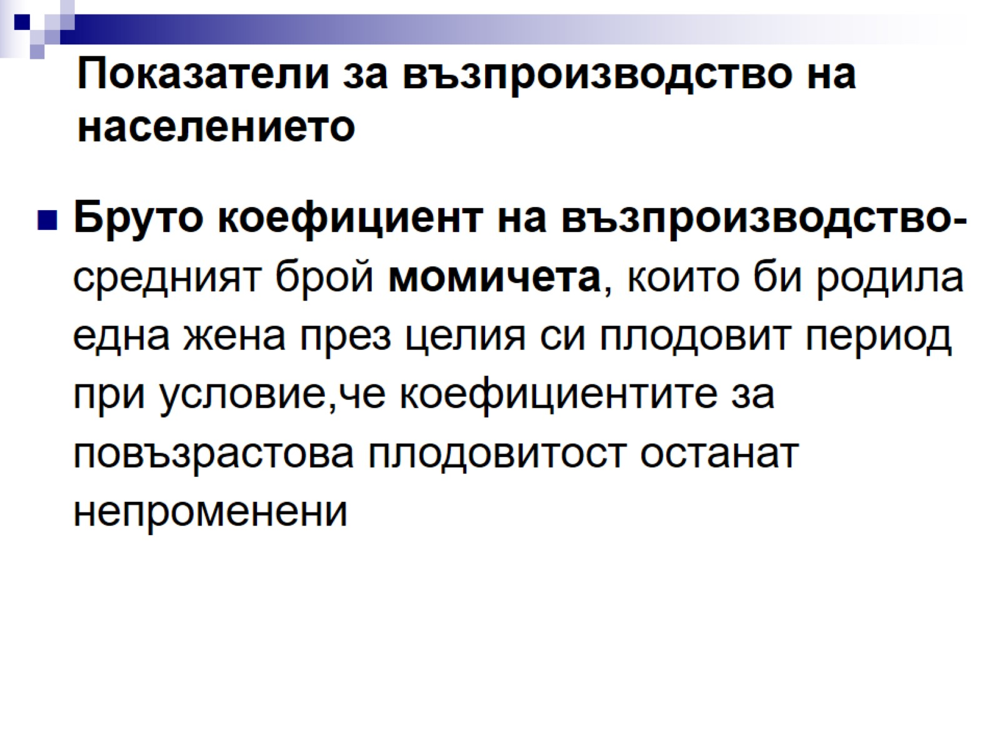 Показатели за възпроизводство на
населението
Бруто коефициент на възпроизводство-
средният брой момичета, които би родила
една жена през целия си плодовит период
при условие,че коефициентите за
повъзрастова плодовитост останат
непроменени